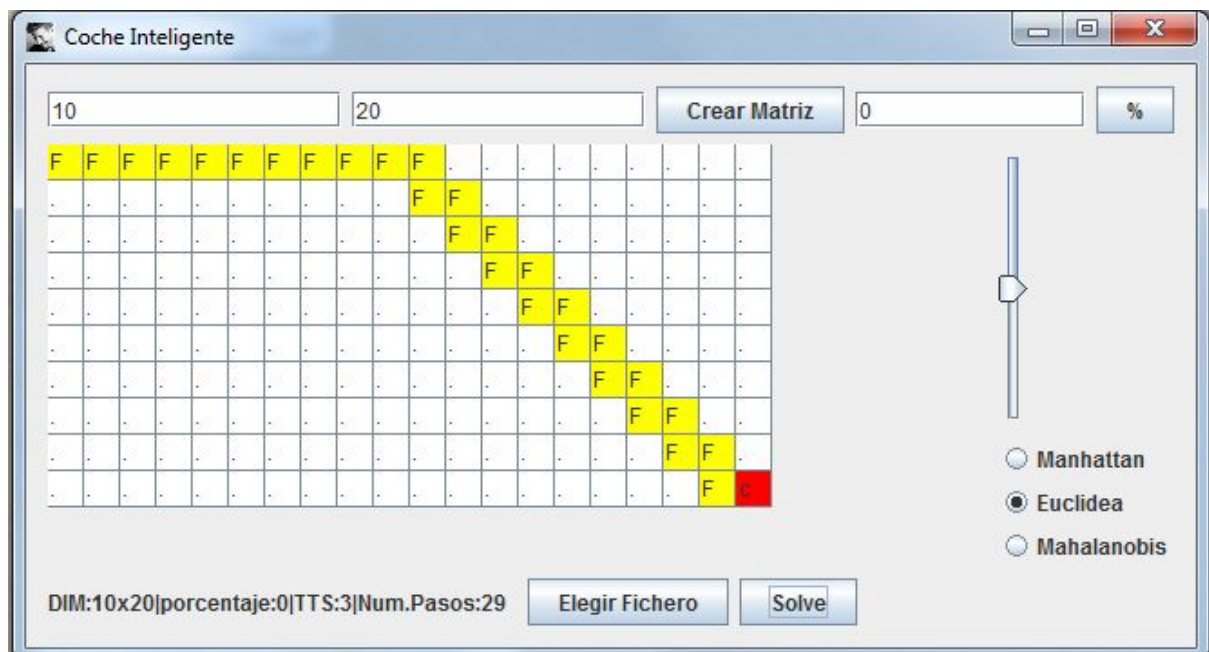 Coche Inteligente
10 20 Crear Matriz 0 %
F F F F F F F F F F F . . . . . . . . .
. . . . . . . . . . F F . . . . . . . .
. . . . . . . . . . . F F . . . . . . .
. . . . . . . . . . . . F F . . . . . .
. . . . . . . . . . . . . F F . . . . .
. . . . . . . . . . . . . . F F . . . .
. . . . . . . . . . . . . . . F F . . .
. . . . . . . . . . . . . . . . F F . .
. . . . . . . . . . . . . . . . . F F .
. . . . . . . . . . . . . . . . . . F c
Manhattan
Euclidea
Mahalanobis
DIM:10x20|porcentaje:0|TTS:3|Num.Pasos:29 Elegir Fichero Solve